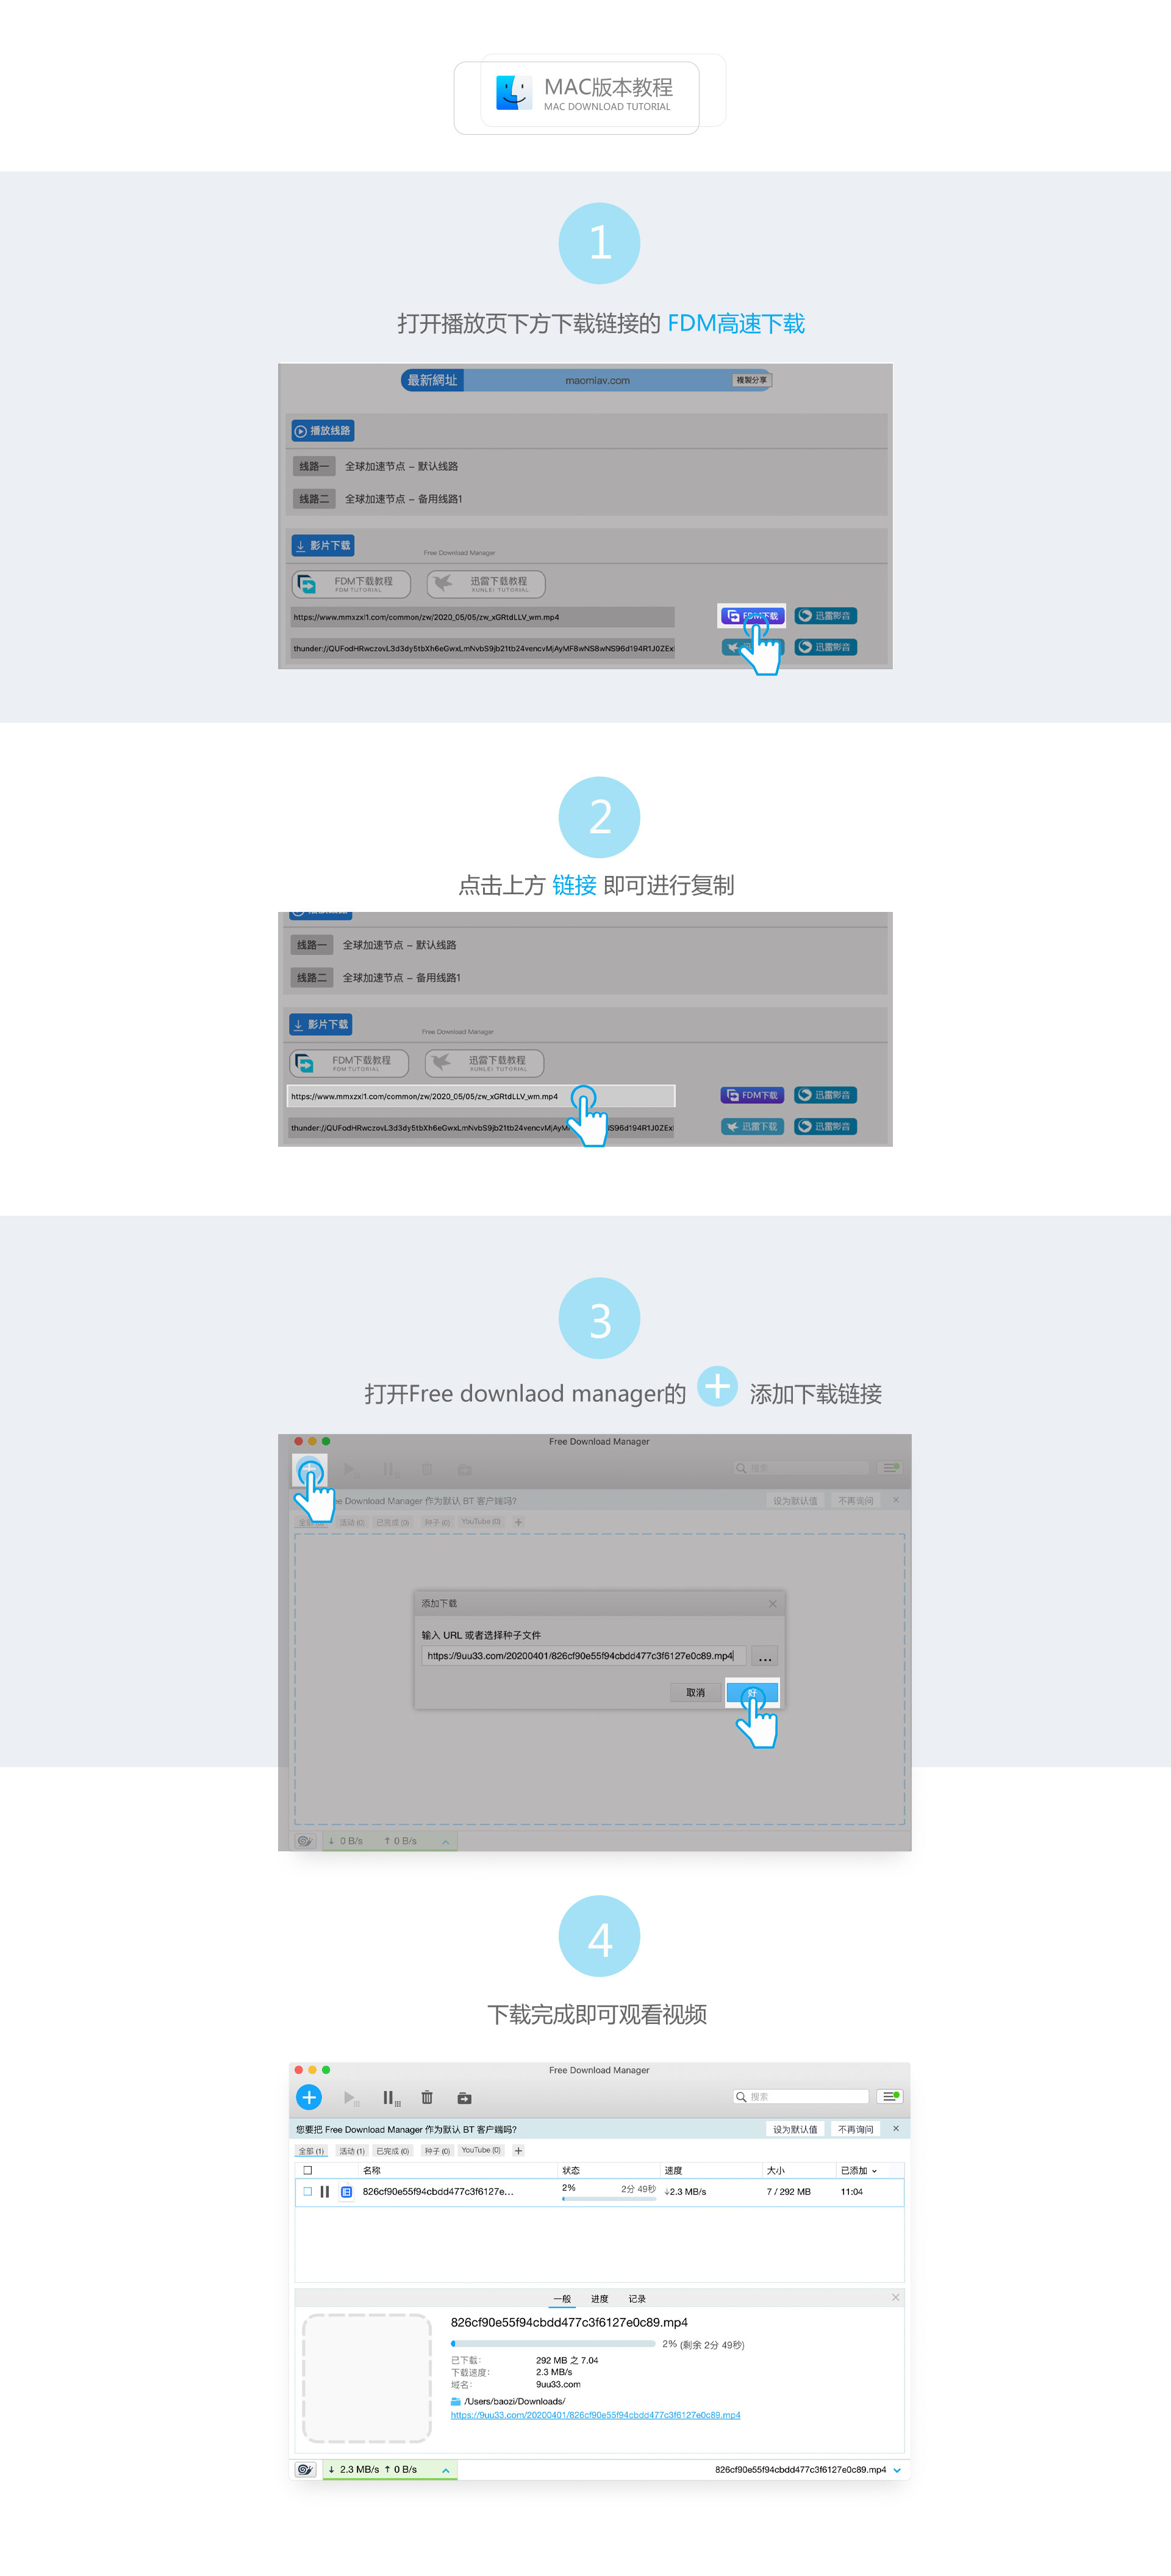 MAC版本教程
MAC DOWNLOAD TUTORIAL
1
打开播放页下方下载链接的 FDM高速下载
最新網址 maomiav.com 複製分享
播放线路
线路一 全球加速节点 – 默认线路
线路二 全球加速节点 – 备用线路1
影片下载 Free Download Manager
FDM下载教程 迅雷下载教程
FDM TUTORIAL XUNLEI TUTORIAL
https://www.mmxzxl1.com/common/zw/2020_05/05/zw_xGRtdLLV_wm.mp4 FDM下载 迅雷影音
thunder://QUFodHRwczovL3d3dy5tbXh6eGwxLmNvbS9jb21tb24vencvMjAyMF8wNS8wNS96d194R1J0ZEx 迅雷影音
2
点击上方 链接 即可进行复制
线路一 全球加速节点 – 默认线路
线路二 全球加速节点 – 备用线路1
影片下载 Free Download Manager
FDM下载教程 迅雷下载教程
FDM TUTORIAL XUNLEI TUTORIAL
https://www.mmxzxl1.com/common/zw/2020_05/05/zw_xGRtdLLV_wm.mp4 FDM下载 迅雷影音
thunder://QUFodHRwczovL3d3dy5tbXh6eGwxLmNvbS9jb21tb24vencvMjAyM S96d194R1J0ZEx 迅雷下载 迅雷影音
3
打开Free downlaod manager的 + 添加下载链接
Free Download Manager
搜索
ee Download Manager 作为默认 BT 客户端吗? 设为默认值 不再询问
全部 活动 (0) 已完成 (0) 种子 (0) YouTube (0) +
添加下载
输入 URL 或者选择种子文件
https://9uu33.com/20200401/826cf90e55f94cbdd477c3f6127e0c89.mp4 ...
取消 好
↓ 0 B/s ↑ 0 B/s
4
下载完成即可观看视频
Free Download Manager
搜索
您要把 Free Download Manager 作为默认 BT 客户端吗? 设为默认值 不再询问
全部 (1) 活动 (1) 已完成 (0) 种子 (0) YouTube (0) +
名称 状态 速度 大小 已添加
826cf90e55f94cbdd477c3f6127e... 2% 2分 49秒 ↓2.3 MB/s 7 / 292 MB 11:04
一般 进度 记录
826cf90e55f94cbdd477c3f6127e0c89.mp4
2% (剩余 2分 49秒)
已下载: 292 MB 之 7.04
下载速度: 2.3 MB/s
域名: 9uu33.com
/Users/baozi/Downloads/
https://9uu33.com/20200401/826cf90e55f94cbdd477c3f6127e0c89.mp4
↓ 2.3 MB/s ↑ 0 B/s 826cf90e55f94cbdd477c3f6127e0c89.mp4